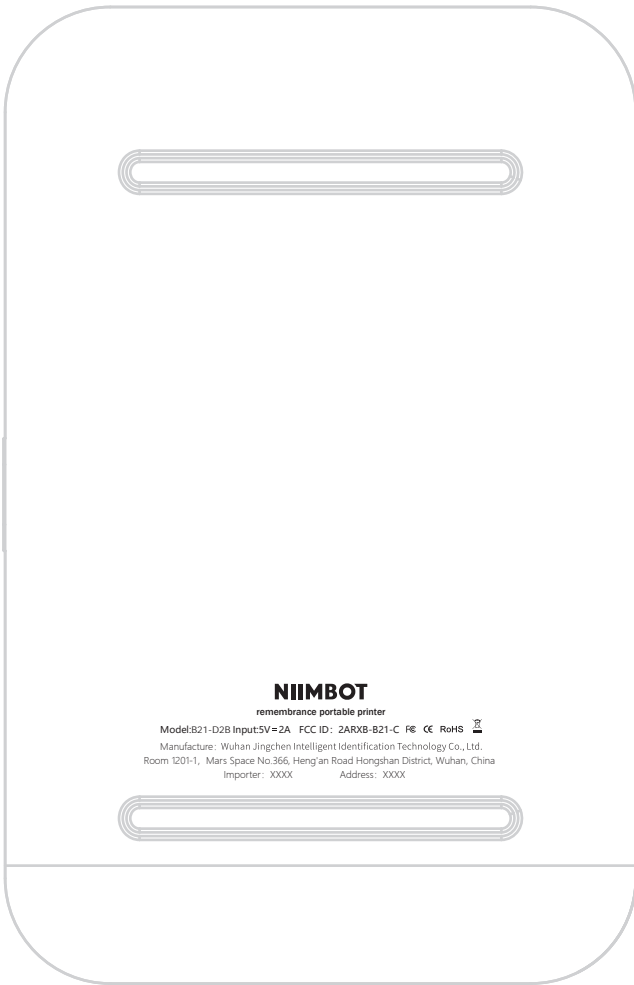 NIIMBOT
remembrance portable printer
Model:B21-D2B Input:5V=2A FCC ID: 2ARXB-B21-C FC CE RoHS
Manufacture: Wuhan Jingchen Intelligent Identification Technology Co., Ltd.
Room 1201-1, Mars Space No.366, Heng'an Road Hongshan District, Wuhan, China
Importer: XXXX Address: XXXX